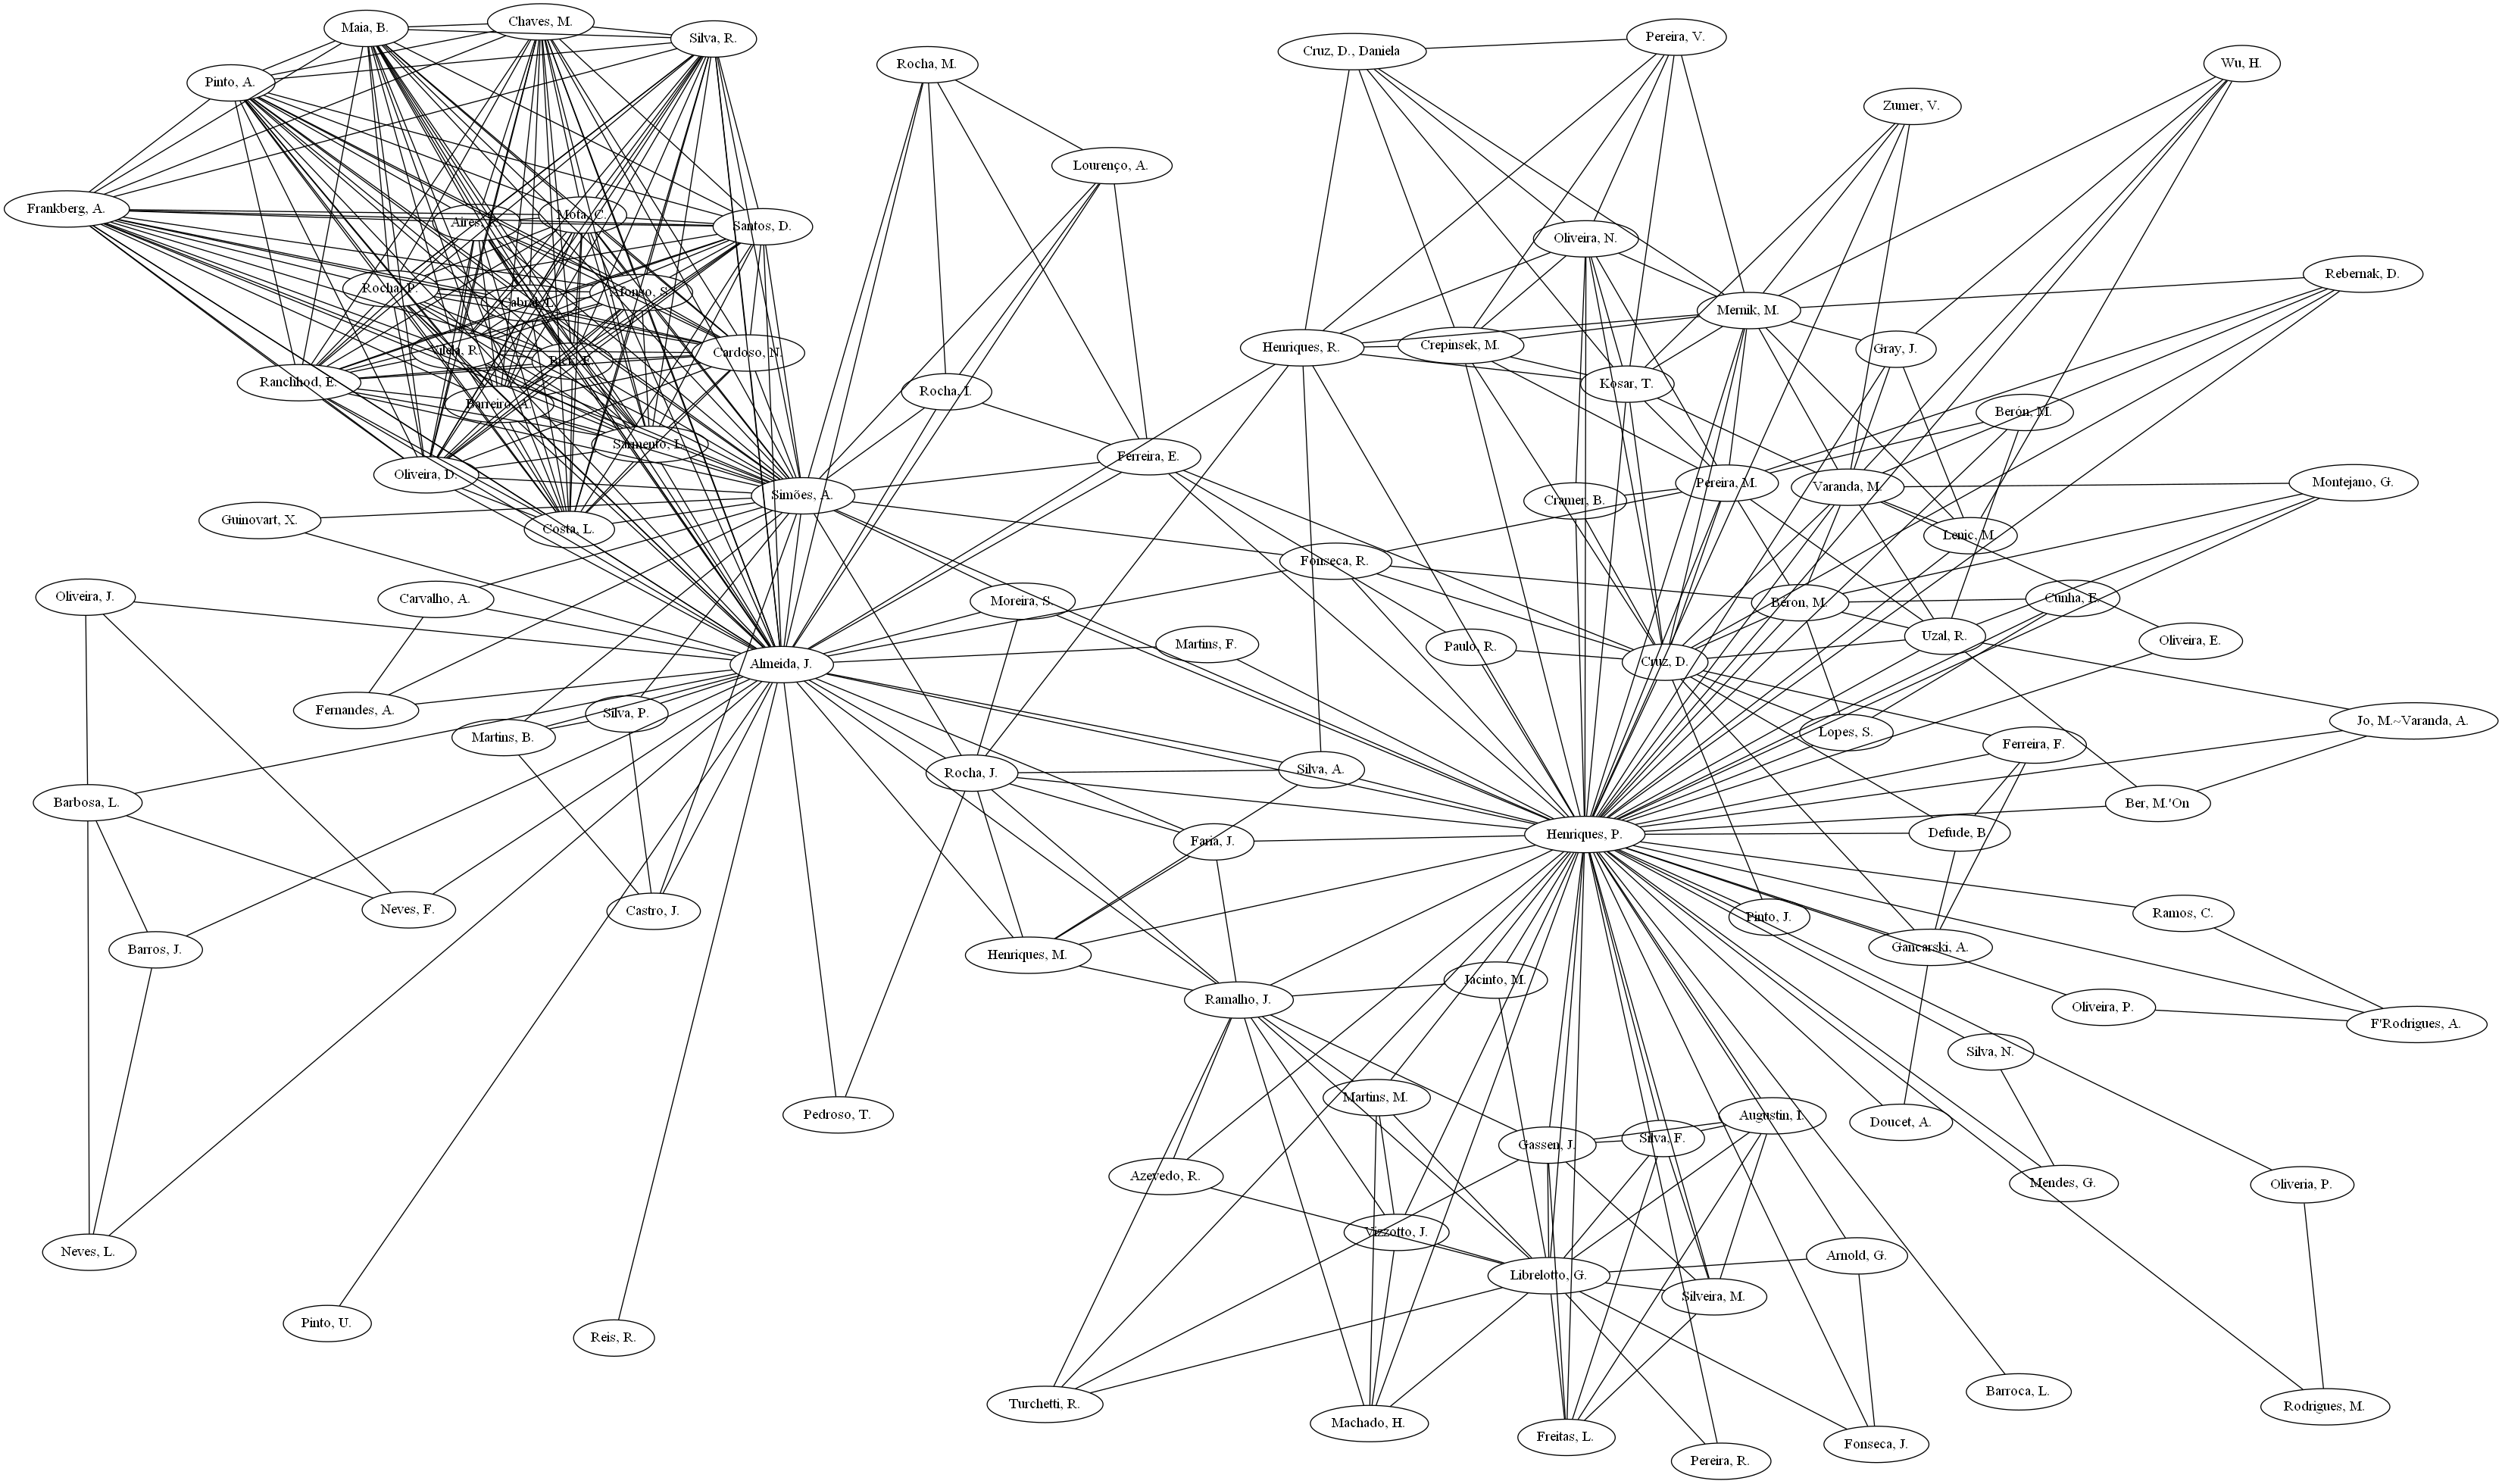 Maia, B.
Chaves, M.
Silva, R.
Pinto, A.
Rocha, M.
Cruz, D., Daniela
Pereira, V.
Wu, H.
Zumer, V.
Lourenço, A.
Frankberg, A.
Aires,
Mota, C.
Santos, D.
Oliveira, N.
Rebernak, D.
Rocha, P.
Cabral,
Afonso, S.
Mernik, M.
Vilela, R.
Cardoso, N.
Ranchhod, E.
Henriques, R.
Crepinsek, M.
Gray, J.
Kosar, T.
Rocha, I.
Barreiro, A.
Berón, M.
Sarmento, L.
Ferreira, E.
Oliveira, D.
Simões, A.
Cramer, B.
Pereira, M.
Varanda, M.
Montejano, G.
Guinovart, X.
Costa, L.
Lenic, M.
Fonseca, R.
Oliveira, J.
Carvalho, A.
Moreira, S.
Beron, M.
Cunha, E.
Martins, F.
Paulo, R.
Uzal, R.
Oliveira, E.
Almeida, J.
Cruz, D.
Fernandes, A.
Silva, P.
Martins, B.
Jo, M.~Varanda, A.
Lopes, S.
Ferreira, F.
Rocha, J.
Silva, A.
Barbosa, L.
Ber, M.'On
Faria, J.
Henriques, P.
Defude, B.
Neves, F.
Castro, J.
Pinto, J.
Ramos, C.
Barros, J.
Henriques, M.
Gancarski, A.
Ramalho, J.
Jacinto, M.
Oliveira, P.
F'Rodrigues, A.
Silva, N.
Martins, M.
Pedroso, T.
Augustin, I.
Doucet, A.
Gassen, J.
Silva, F.
Azevedo, R.
Mendes, G.
Oliveria, P.
Vizzotto, J.
Neves, L.
Librelotto, G.
Arnold, G.
Silveira, M.
Pinto, U.
Reis, R.
Turchetti, R.
Machado, H.
Barroca, L.
Rodrigues, M.
Freitas, L.
Fonseca, J.
Pereira, R.